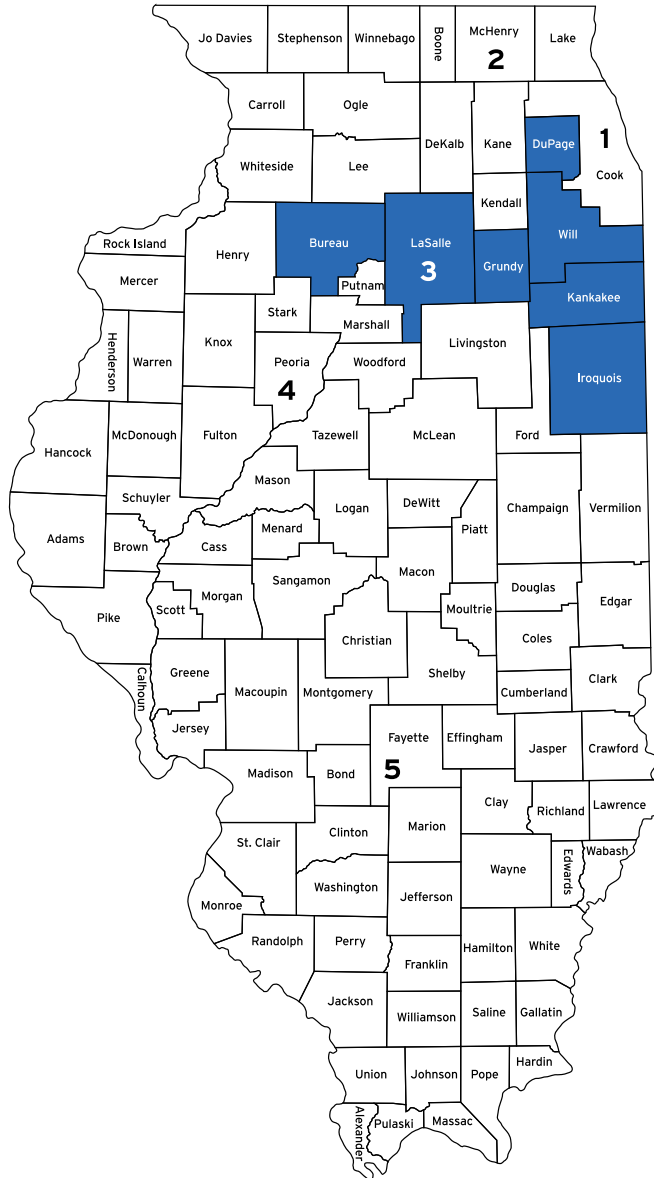 Jo Davies
Stephenson
Winnebago
Boone
McHenry
2
Lake
Carroll
Ogle
DeKalb
Kane
DuPage
1
Cook
Whiteside
Lee
Kendall
Will
Rock Island
Henry
Bureau
LaSalle
3
Grundy
Mercer
Putnam
Kankakee
Stark
Marshall
Henderson
Warren
Knox
Peoria
4
Woodford
Livingston
Iroquois
Hancock
McDonough
Fulton
Tazewell
McLean
Ford
Mason
Schuyler
Logan
DeWitt
Piatt
Champaign
Vermilion
Adams
Brown
Cass
Menard
Macon
Sangamon
Morgan
Scott
Pike
Moultrie
Douglas
Edgar
Christian
Coles
Calhoun
Greene
Macoupin
Montgomery
Shelby
Cumberland
Clark
Jersey
Fayette
5
Effingham
Jasper
Crawford
Madison
Bond
Clay
Richland
Lawrence
Marion
Clinton
St. Clair
Edwards
Wabash
Wayne
Washington
Jefferson
Monroe
Randolph
Perry
Hamilton
White
Franklin
Jackson
Williamson
Saline
Gallatin
Hardin
Union
Johnson
Pope
Alexander
Pulaski
Massac